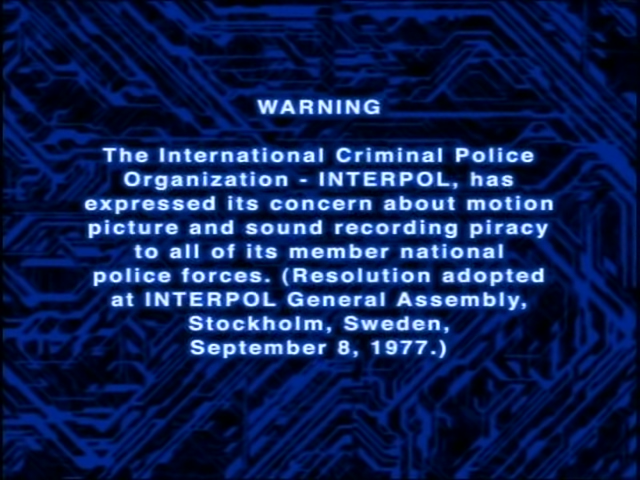 WARNING
The International Criminal Police
Organization - INTERPOL, has
expressed its concern about motion
picture and sound recording piracy
to all of its member national
police forces. (Resolution adopted
at INTERPOL General Assembly,
Stockholm, Sweden,
September 8, 1977.)